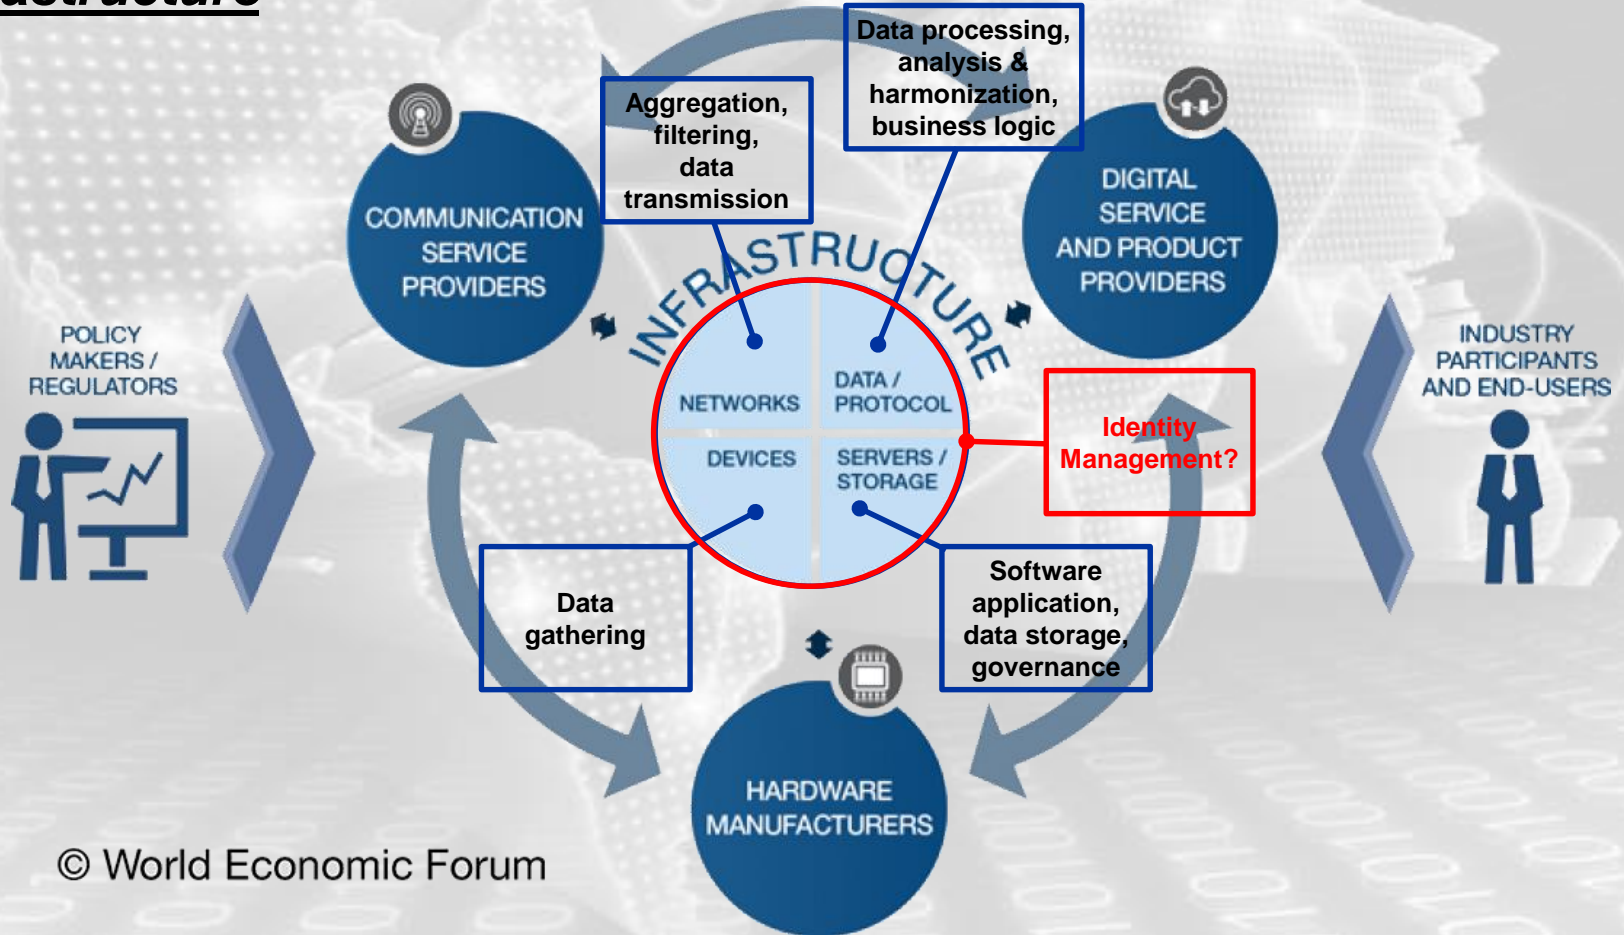 Data processing,
analysis &
harmonization,
business logic
Aggregation,
filtering,
data
transmission
COMMUNICATION
SERVICE
PROVIDERS
DIGITAL
SERVICE
AND PRODUCT
PROVIDERS
INFRASTRUCTURE
POLICY
MAKERS /
REGULATORS
INDUSTRY
PARTICIPANTS
AND END-USERS
NETWORKS
DATA /
PROTOCOL
DEVICES
SERVERS /
STORAGE
Identity
Management?
Data
gathering
Software
application,
data storage,
governance
HARDWARE
MANUFACTURERS
© World Economic Forum